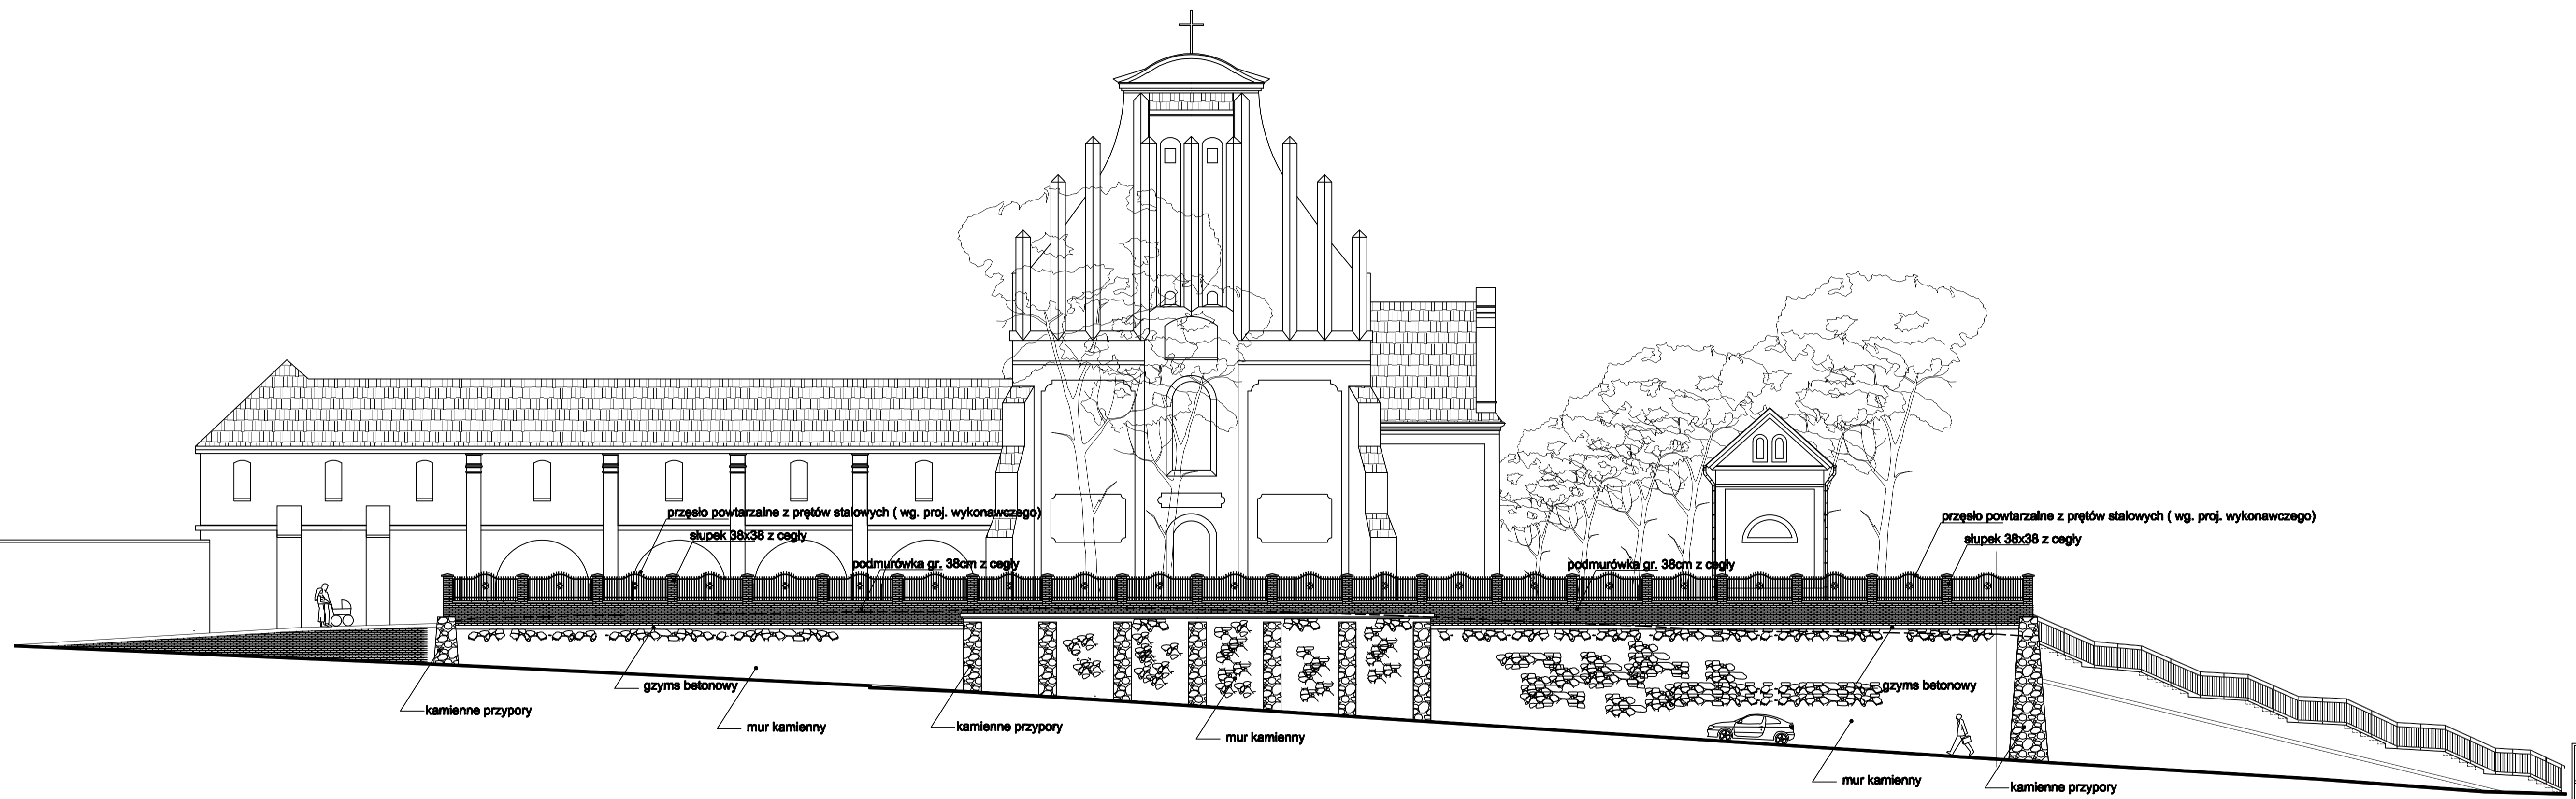 przęsło powtarzalne z prętów stalowych ( wg. proj. wykonawczego)
słupek 38x38 z cegły
podmurówka gr. 38cm z cegły
przęsło powtarzalne z prętów stalowych ( wg. proj. wykonawczego)
słupek 38x38 z cegły
podmurówka gr. 38cm z cegły
gzyms betonowy
kamienne przypory
mur kamienny
kamienne przypory
mur kamienny
gzyms betonowy
mur kamienny
kamienne przypory